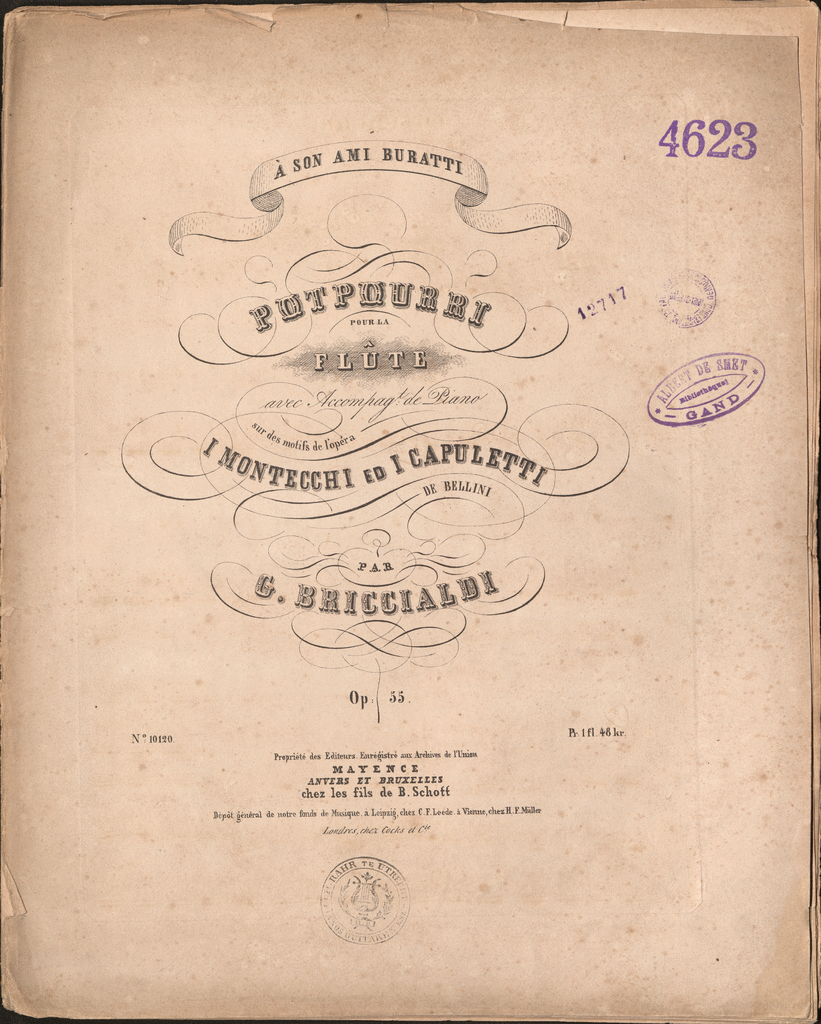 À SON AMI BURATTI
4623
POTPOURRI
POUR LA
FLÛTE
12717
avec Accompagt. de Piano
ALBERT DE SMET
Bibliothèque
GAND
sur des motifs de l'opéra
I MONTECCHI ED I CAPULETTI
DE BELLINI
PAR
G. BRICCIALDI
Op: 55.
No. 10120.
Pr. 1 fl. 48 kr.
Propriété des Editeurs. Enregistré aux Archives de l'Union
MAYENCE
ANVERS ET BRUXELLES
chez les fils de B. Schott
Dépôt général de notre fonds de Musique. à Leipzig, chez C. F. Leede. à Vienne, chez H. F. Müller
Londres, chez Cocks et Cie
RAHR TE UTRECHT